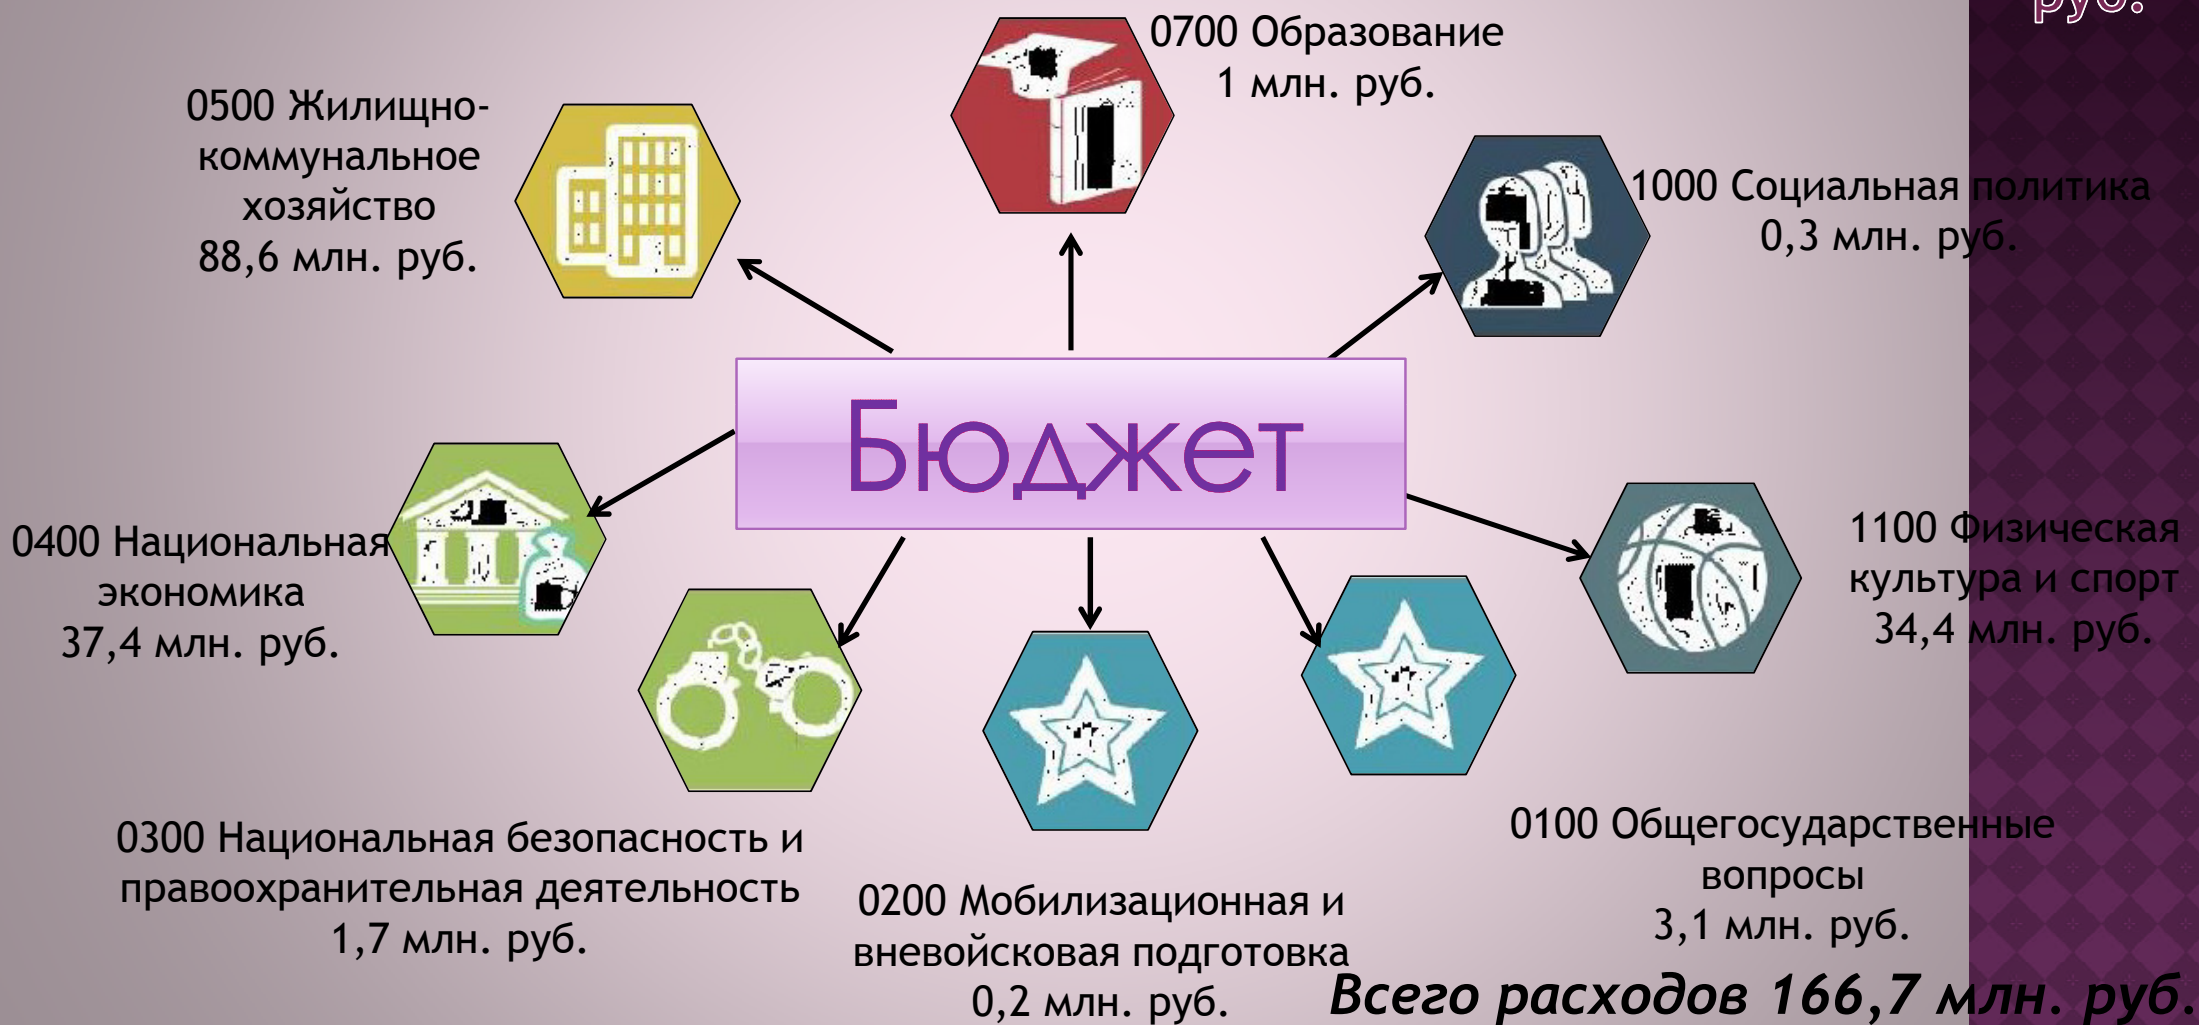 руб.
0700 Образование
1 млн. руб.
0500 Жилищно-
коммунальное
хозяйство
88,6 млн. руб.
1000 Социальная политика
0,3 млн. руб.
Бюджет
0400 Национальная
экономика
37,4 млн. руб.
1100 Физическая
культура и спорт
34,4 млн. руб.
0300 Национальная безопасность и
правоохранительная деятельность
1,7 млн. руб.
0200 Мобилизационная и
вневойсковая подготовка
0,2 млн. руб.
0100 Общегосударственные
вопросы
3,1 млн. руб.
Всего расходов 166,7 млн. руб.